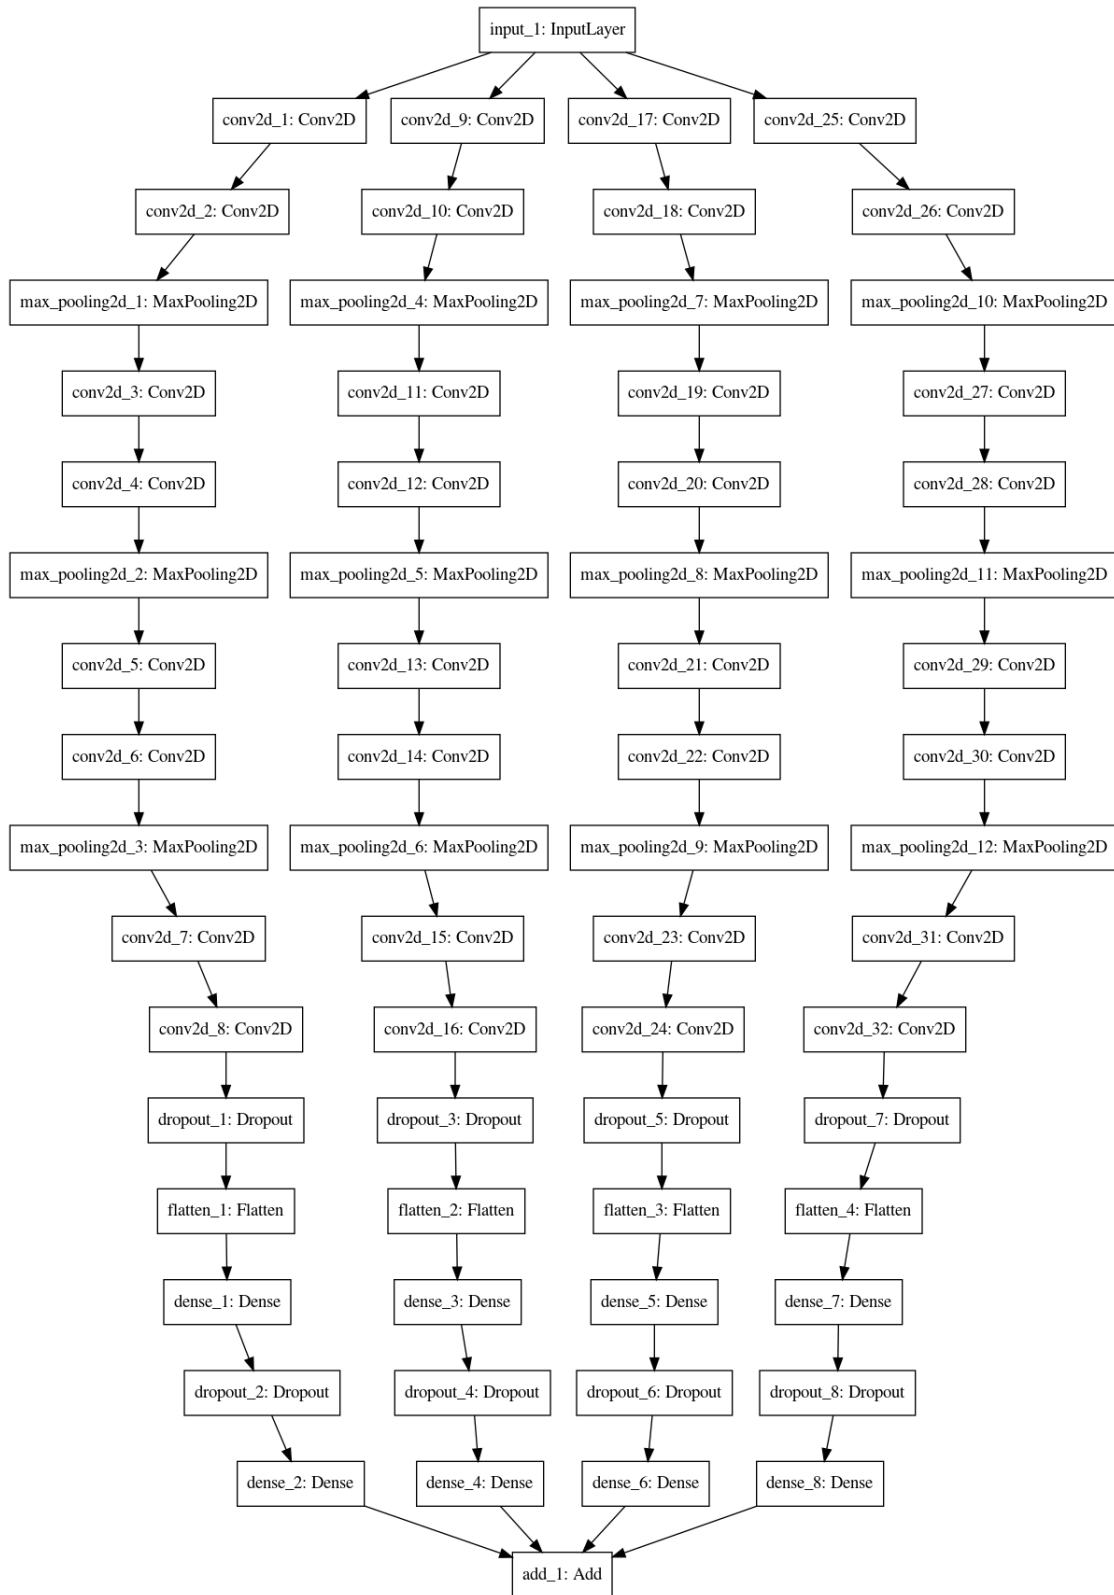 input_1: InputLayer
conv2d_1: Conv2D
conv2d_9: Conv2D
conv2d_17: Conv2D
conv2d_25: Conv2D
conv2d_2: Conv2D
conv2d_10: Conv2D
conv2d_18: Conv2D
conv2d_26: Conv2D
max_pooling2d_1: MaxPooling2D
max_pooling2d_4: MaxPooling2D
max_pooling2d_7: MaxPooling2D
max_pooling2d_10: MaxPooling2D
conv2d_3: Conv2D
conv2d_11: Conv2D
conv2d_19: Conv2D
conv2d_27: Conv2D
conv2d_4: Conv2D
conv2d_12: Conv2D
conv2d_20: Conv2D
conv2d_28: Conv2D
max_pooling2d_2: MaxPooling2D
max_pooling2d_5: MaxPooling2D
max_pooling2d_8: MaxPooling2D
max_pooling2d_11: MaxPooling2D
conv2d_5: Conv2D
conv2d_13: Conv2D
conv2d_21: Conv2D
conv2d_29: Conv2D
conv2d_6: Conv2D
conv2d_14: Conv2D
conv2d_22: Conv2D
conv2d_30: Conv2D
max_pooling2d_3: MaxPooling2D
max_pooling2d_6: MaxPooling2D
max_pooling2d_9: MaxPooling2D
max_pooling2d_12: MaxPooling2D
conv2d_7: Conv2D
conv2d_15: Conv2D
conv2d_23: Conv2D
conv2d_31: Conv2D
conv2d_8: Conv2D
conv2d_16: Conv2D
conv2d_24: Conv2D
conv2d_32: Conv2D
dropout_1: Dropout
dropout_3: Dropout
dropout_5: Dropout
dropout_7: Dropout
flatten_1: Flatten
flatten_2: Flatten
flatten_3: Flatten
flatten_4: Flatten
dense_1: Dense
dense_3: Dense
dense_5: Dense
dense_7: Dense
dropout_2: Dropout
dropout_4: Dropout
dropout_6: Dropout
dropout_8: Dropout
dense_2: Dense
dense_4: Dense
dense_6: Dense
dense_8: Dense
add_1: Add